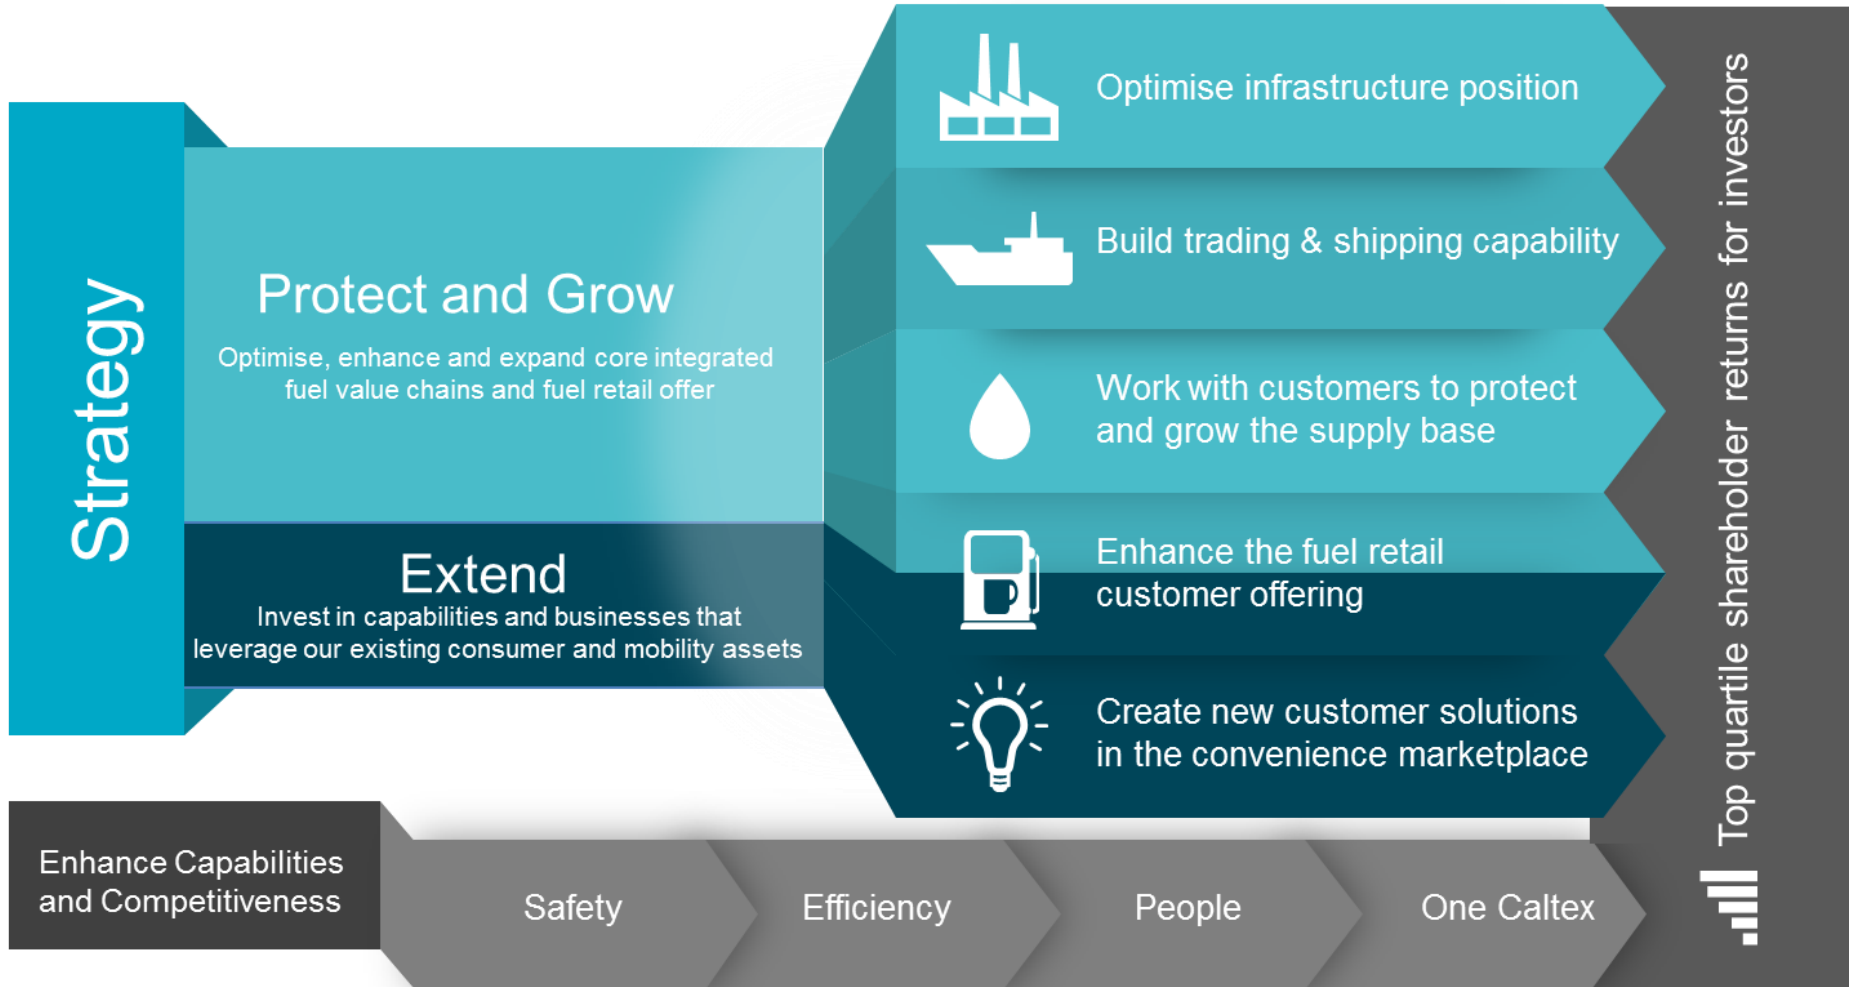 Strategy
Protect and Grow
Optimise, enhance and expand core integrated
fuel value chains and fuel retail offer
Extend
Invest in capabilities and businesses that
leverage our existing consumer and mobility assets
Optimise infrastructure position
Build trading & shipping capability
Work with customers to protect
and grow the supply base
Enhance the fuel retail
customer offering
Create new customer solutions
in the convenience marketplace
Top quartile shareholder returns for investors
Enhance Capabilities
and Competitiveness
Safety
Efficiency
People
One Caltex